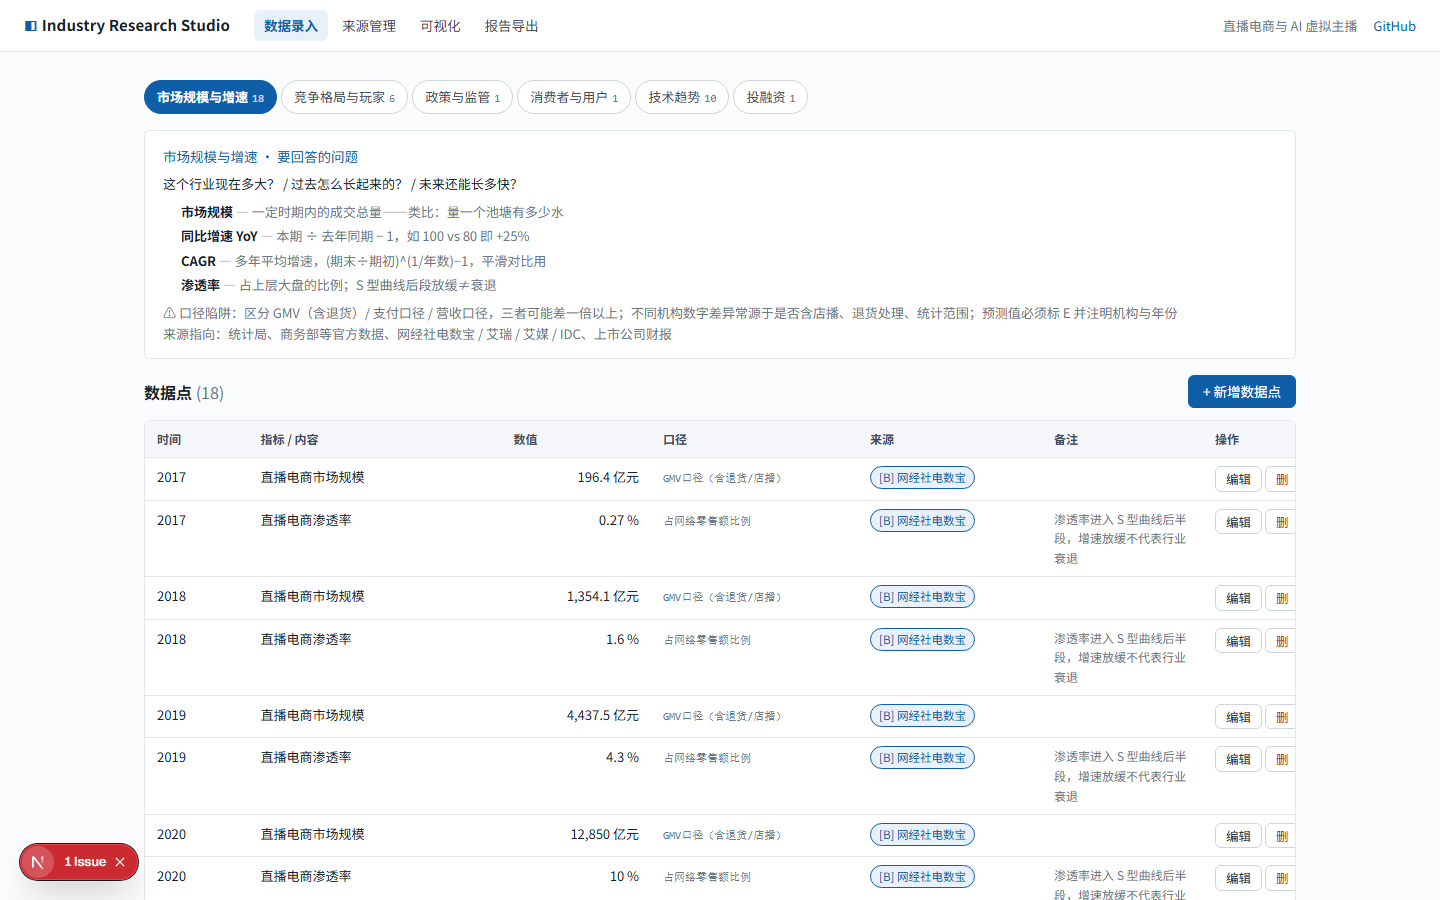 Industry Research Studio 数据录入 来源管理 可视化 报告导出 直播电商与 AI 虚拟主播 GitHub
市场规模与增速 18 竞争格局与玩家 6 政策与监管 1 消费者与用户 1 技术趋势 10 投融资 1
市场规模与增速 · 要回答的问题
这个行业现在多大? / 过去怎么长起来的? / 未来还能长多快?
市场规模 — 一定时期内的成交总量——类比：量一个池塘有多少水
同比增速 YoY — 本期 ÷ 去年同期 − 1，如 100 vs 80 即 +25%
CAGR — 多年平均增速，(期末÷期初)^(1/年数)−1，平滑对比用
渗透率 — 占上层大盘的比例；S 型曲线后段放缓≠衰退
⚠ 口径陷阱：区分 GMV（含退货）/ 支付口径 / 营收口径，三者可能差一倍以上；不同机构数字差异常源于是否含店播、退货处理、统计范围；预测值必须标 E 并注明机构与年份
来源指向：统计局、商务部等官方数据、网经社电数宝 / 艾瑞 / 艾媒 / IDC、上市公司财报
数据点 (18) + 新增数据点
时间 指标 / 内容 数值 口径 来源 备注 操作
2017 直播电商市场规模 196.4 亿元 GMV口径（含退货/店播） [B] 网经社电数宝 编辑 删
2017 直播电商渗透率 0.27 % 占网络零售额比例 [B] 网经社电数宝 渗透率进入 S 型曲线后半 编辑 删
段，增速放缓不代表行业
衰退
2018 直播电商市场规模 1,354.1 亿元 GMV口径（含退货/店播） [B] 网经社电数宝 编辑 删
2018 直播电商渗透率 1.6 % 占网络零售额比例 [B] 网经社电数宝 渗透率进入 S 型曲线后半 编辑 删
段，增速放缓不代表行业
衰退
2019 直播电商市场规模 4,437.5 亿元 GMV口径（含退货/店播） [B] 网经社电数宝 编辑 删
2019 直播电商渗透率 4.3 % 占网络零售额比例 [B] 网经社电数宝 渗透率进入 S 型曲线后半 编辑 删
段，增速放缓不代表行业
衰退
2020 直播电商市场规模 12,850 亿元 GMV口径（含退货/店播） [B] 网经社电数宝 编辑 删
2020 直播电商渗透率 10 % 占网络零售额比例 [B] 网经社电数宝 渗透率进入 S 型曲线后半 编辑 删
段，增速放缓不代表行业
N 1 Issue